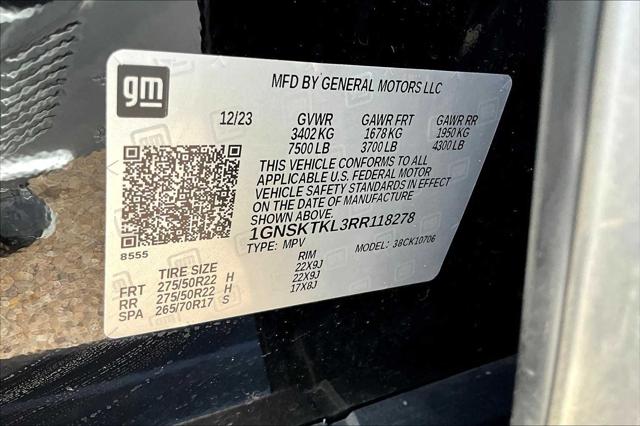 gm
MFD BY GENERAL MOTORS LLC
12/23 GVWR GAWR FRT GAWR RR
3402 KG 1678 KG 1950 KG
7500 LB 3700 LB 4300 LB
THIS VEHICLE CONFORMS TO ALL
APPLICABLE U.S. FEDERAL MOTOR
VEHICLE SAFETY STANDARDS IN EFFECT
ON THE DATE OF MANUFACTURE
SHOWN ABOVE.
1GNSKTKL3RR118278
8555 TYPE: MPV MODEL: 38CK10706
TIRE SIZE RIM
FRT 275/50R22 H 22X9J
RR 275/50R22 H 22X9J
SPA 265/70R17 S 17X8J